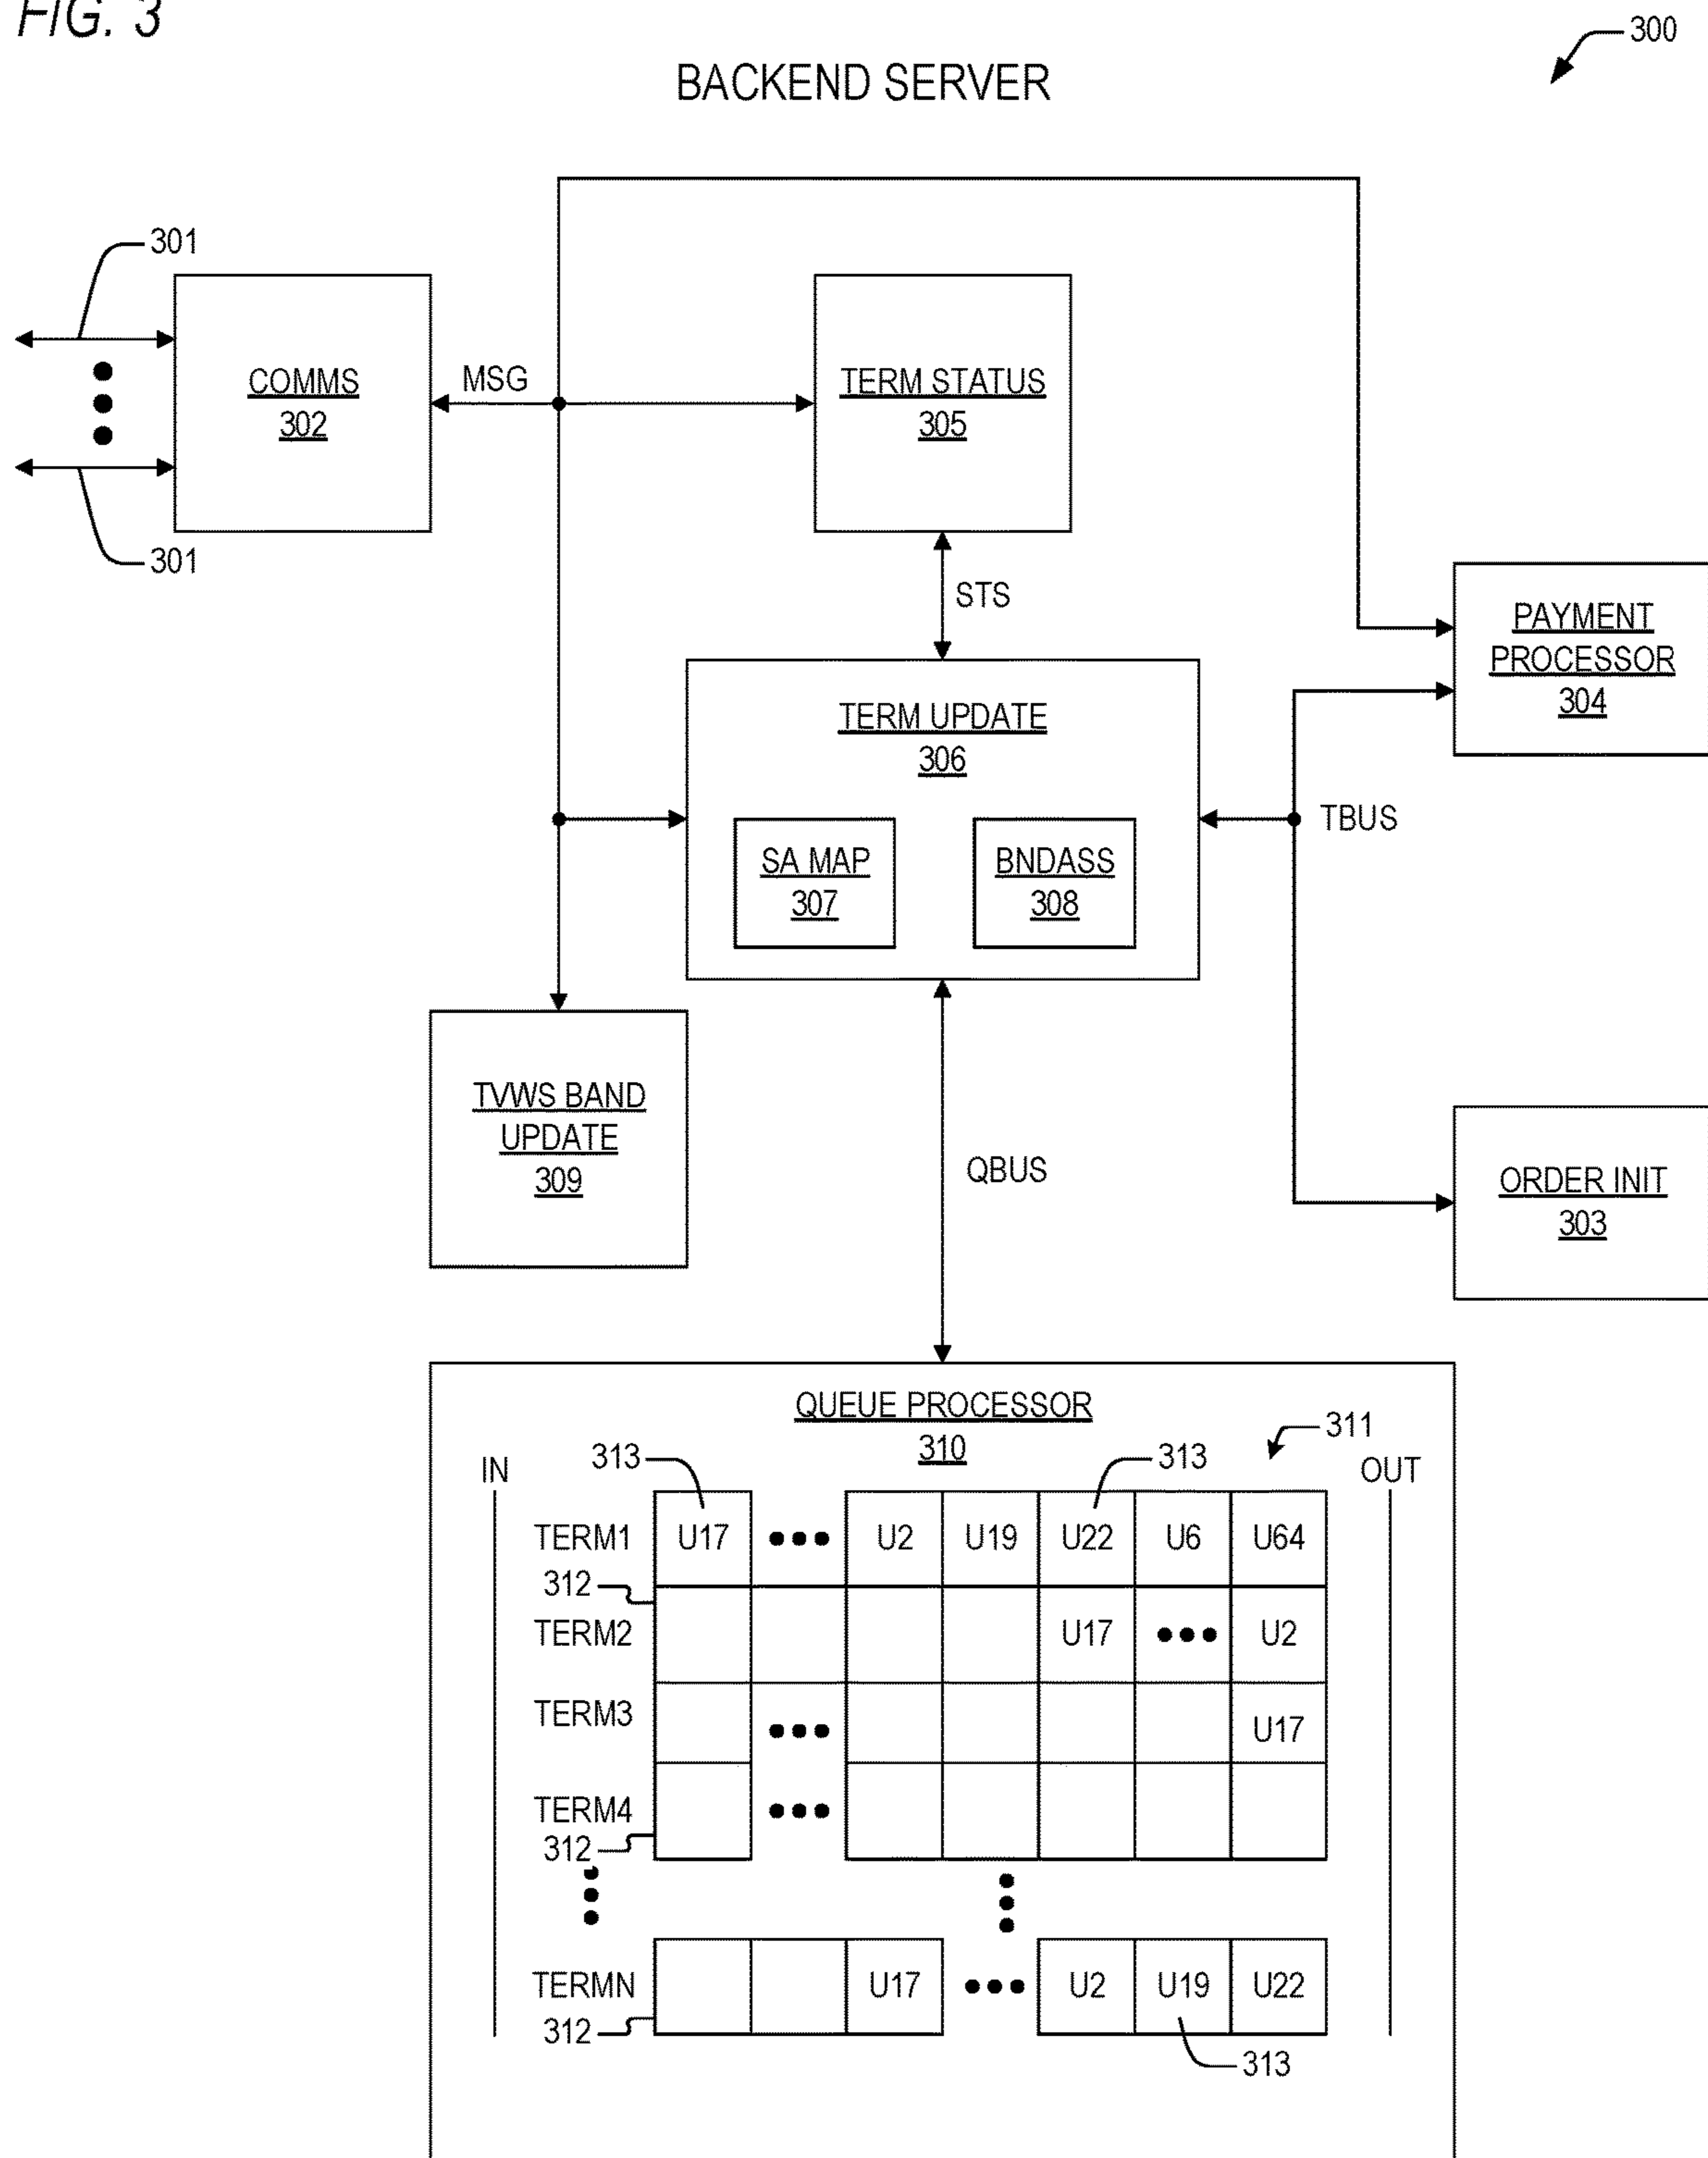 FIG. 3
300
BACKEND SERVER
301
COMMS
302
MSG
TERM STATUS
305
301
STS
PAYMENT
PROCESSOR
304
TERM UPDATE
306
TBUS
SA MAP
307
BNDASS
308
TVWS BAND
UPDATE
309
QBUS
ORDER INIT
303
QUEUE PROCESSOR
310
311
313
313
IN
OUT
TERM1 U17 U2 U19 U22 U6 U64
312
TERM2 U17 U2
TERM3 U17
TERM4
312
TERMN U17 U2 U19 U22
312
313